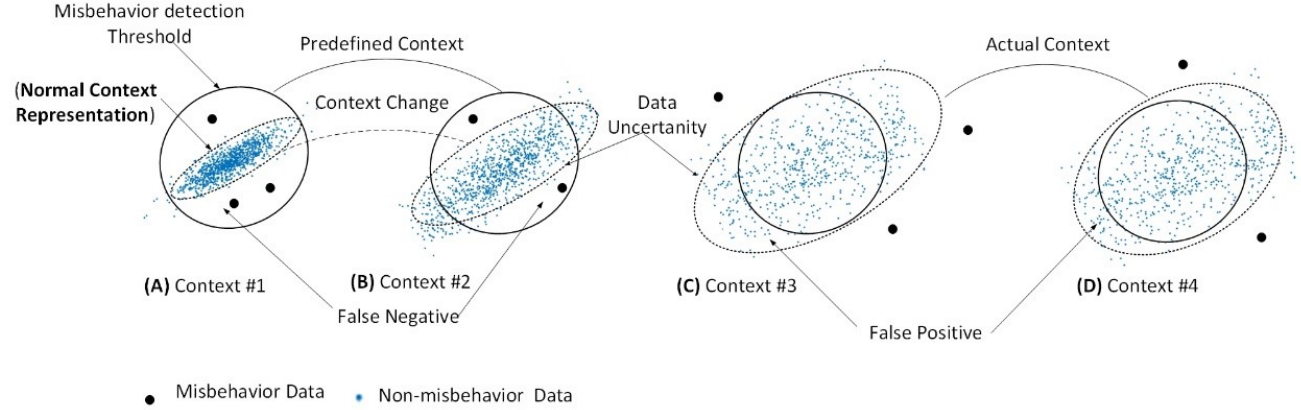 Misbehavior detection
Threshold
Predefined Context
Actual Context
(Normal Context
Representation)
Context Change
Data
Uncertanity
(A) Context #1
(B) Context #2
(C) Context #3
(D) Context #4
False Negative
False Positive
Misbehavior Data
Non-misbehavior Data